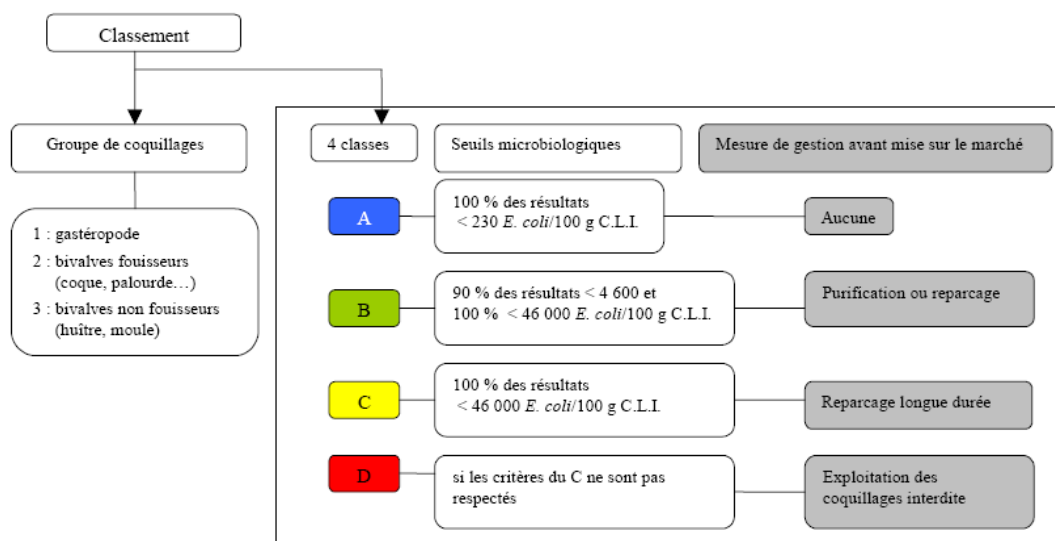 Classement
Groupe de coquillages
1 : gastéropode
2 : bivalves fouisseurs
(coque, palourde…)
3 : bivalves non fouisseurs
(huître, moule)
4 classes
Seuils microbiologiques
Mesure de gestion avant mise sur le marché
A
100 % des résultats
< 230 E. coli/100 g C.L.I.
Aucune
B
90 % des résultats < 4 600 et
100 % < 46 000 E. coli/100 g C.L.I.
Purification ou reparcage
C
100 % des résultats
< 46 000 E. coli/100 g C.L.I.
Reparcage longue durée
D
si les critères du C ne sont pas
respectés
Exploitation des
coquillages interdite